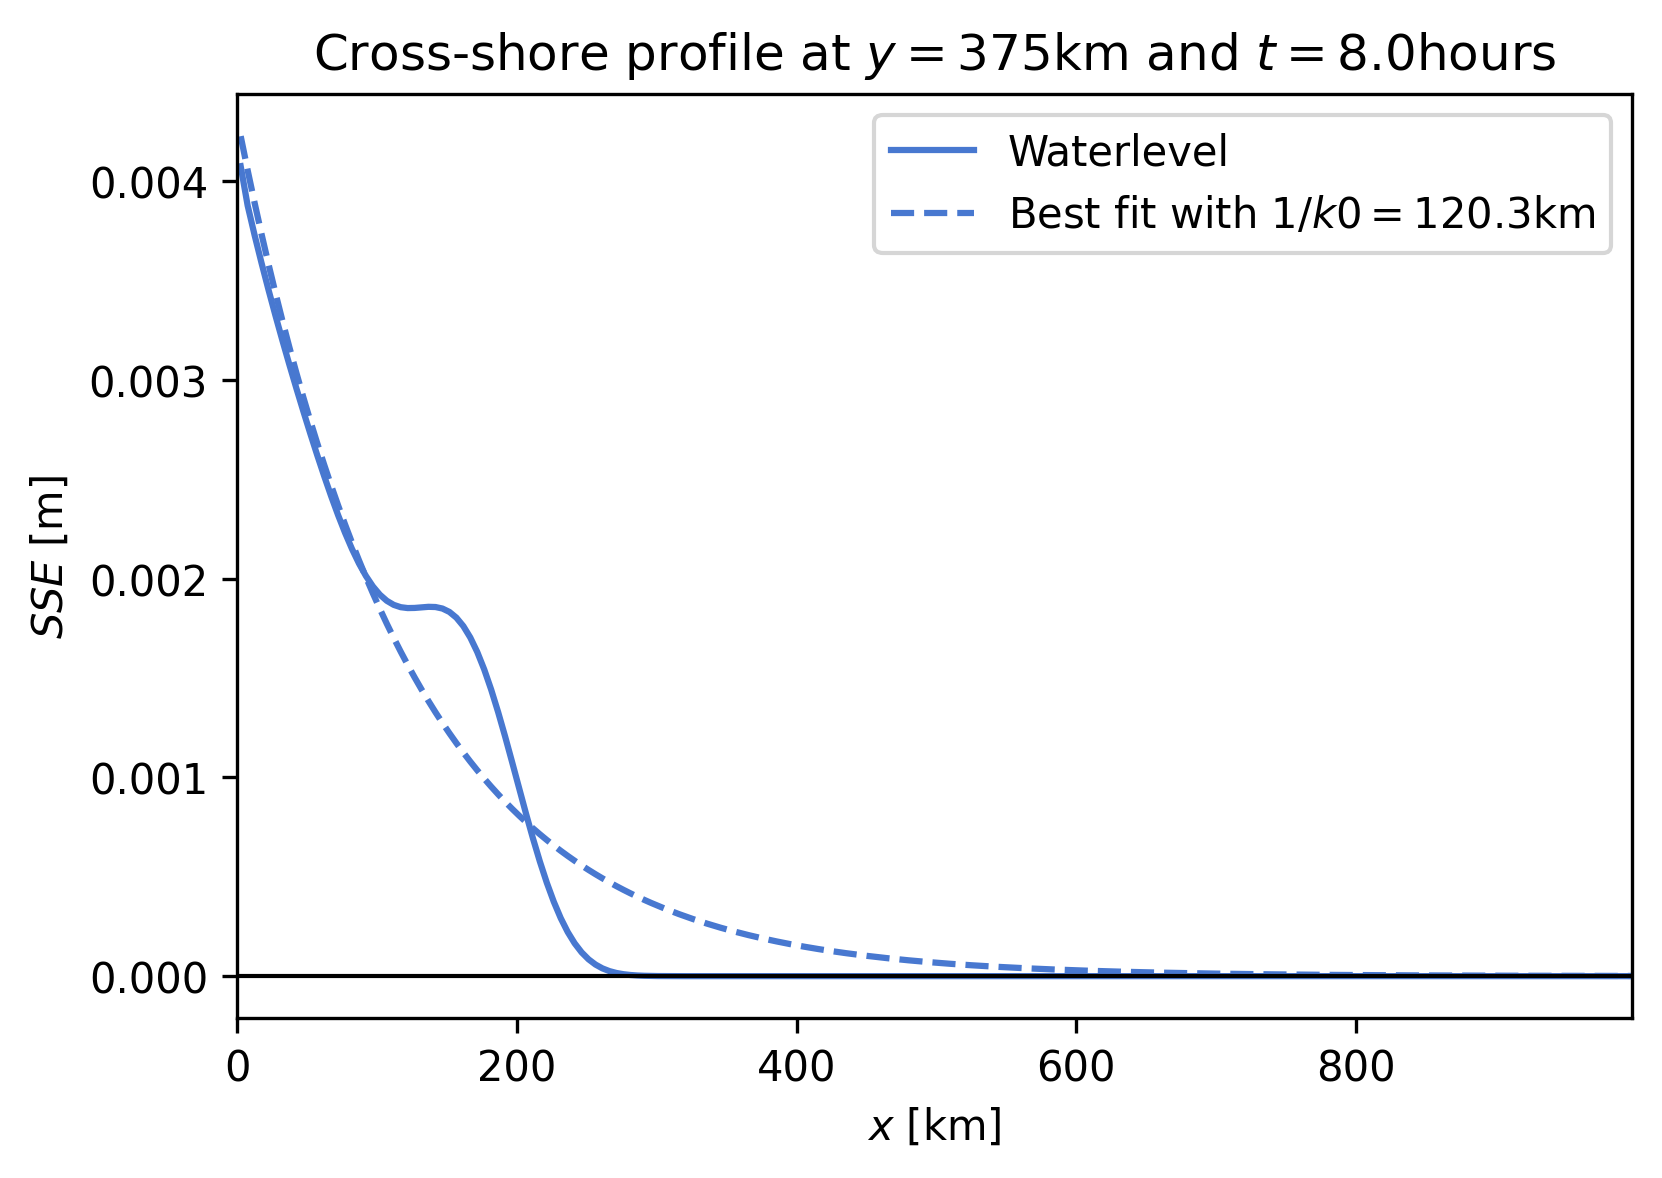 Cross-shore profile at y = 375km and t = 8.0hours
Waterlevel
Best fit with 1/k0 = 120.3km
0.004
0.003
0.002
0.001
0.000
SSE [m]
0 200 400 600 800
x [km]